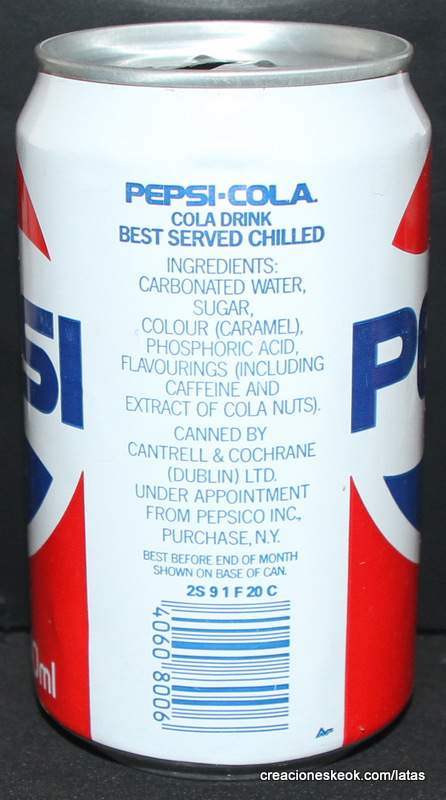 PEPSI-COLA.
COLA DRINK
BEST SERVED CHILLED
INGREDIENTS:
CARBONATED WATER,
SUGAR,
COLOUR (CARAMEL),
PHOSPHORIC ACID,
FLAVOURINGS (INCLUDING
CAFFEINE AND
EXTRACT OF COLA NUTS).
CANNED BY
CANTRELL & COCHRANE
(DUBLIN) LTD.
UNDER APPOINTMENT
FROM PEPSICO INC.,
PURCHASE, N.Y.
BEST BEFORE END OF MONTH
SHOWN ON BASE OF CAN.
2S 9 1 F 20 C
4060 8006
SI
P
0ml
creacioneskeok.com/latas